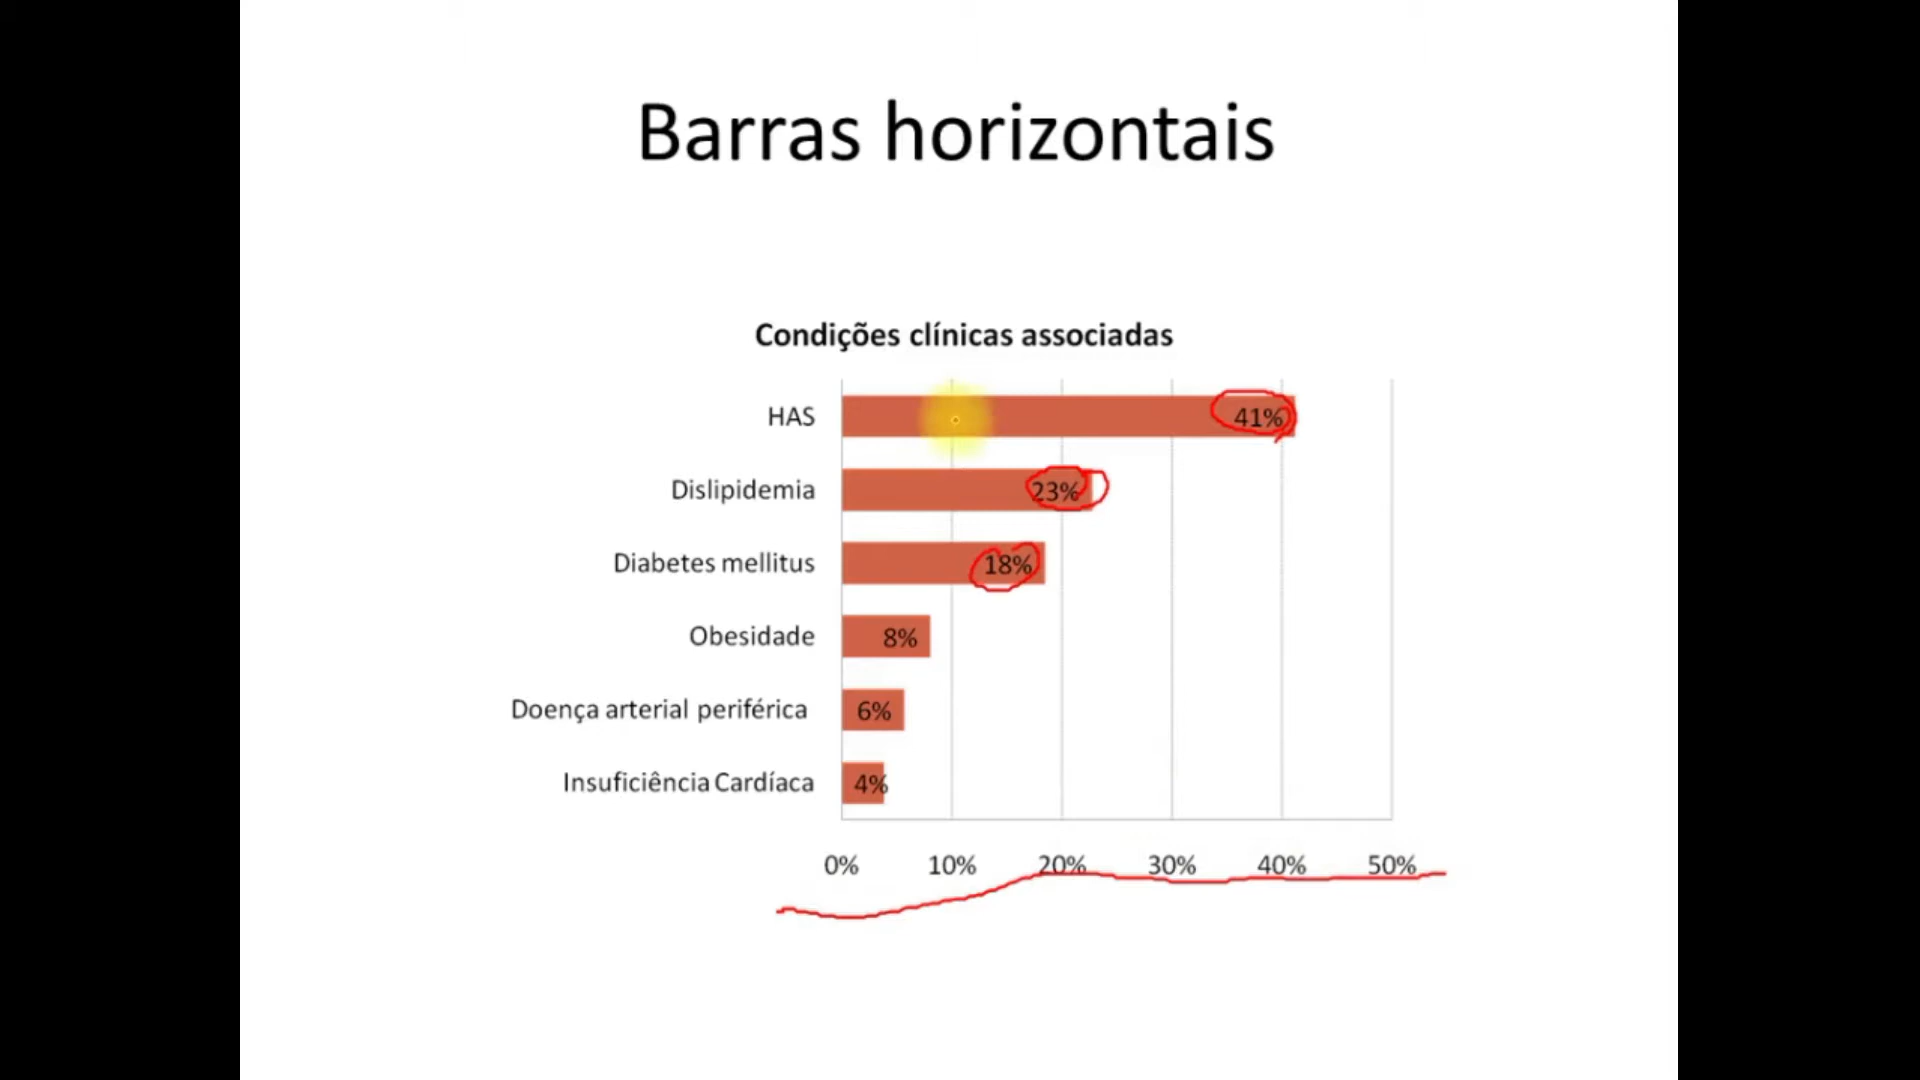 Barras horizontais
Condições clínicas associadas
HAS 41%
Dislipidemia 23%
Diabetes mellitus 18%
Obesidade 8%
Doença arterial periférica 6%
Insuficiência Cardíaca 4%
0% 10% 20% 30% 40% 50%